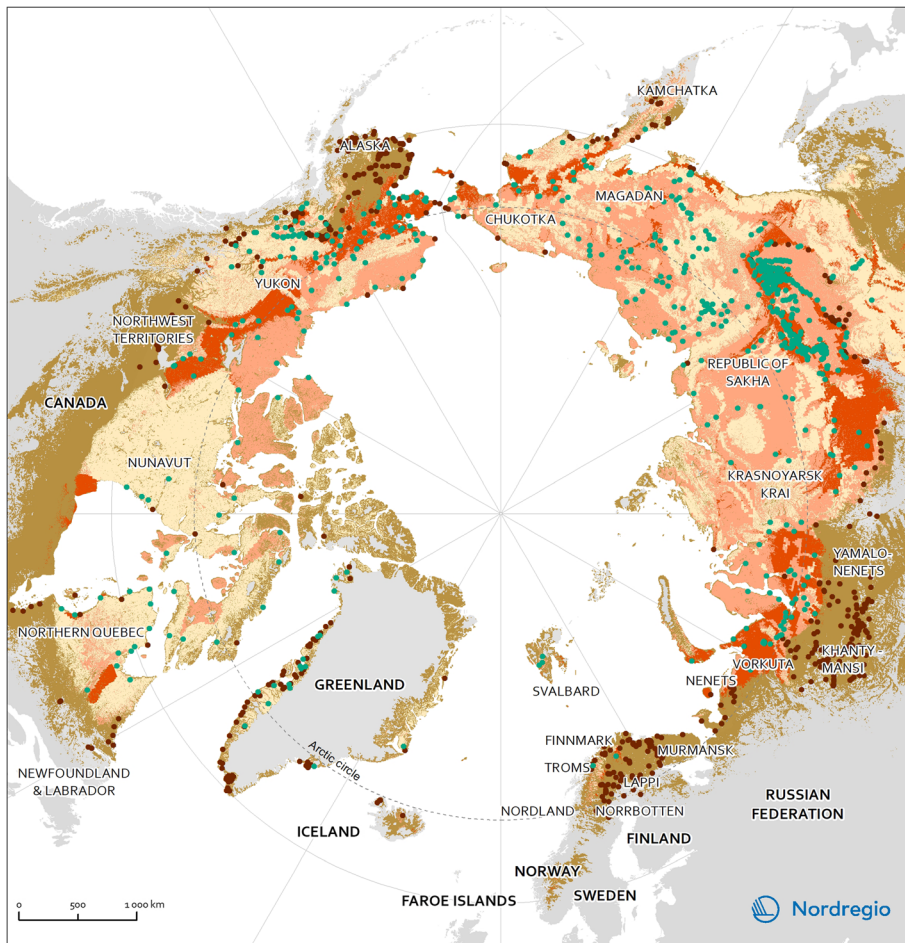 KAMCHATKA
ALASKA
MAGADAN
CHUKOTKA
YUKON
NORTHWEST
TERRITORIES
REPUBLIC OF
SAKHA
CANADA
NUNAVUT
KRASNOYARSK
KRAI
YAMALO-
NENETS
NORTHERN QUEBEC
KHANTY-
MANSI
VORKUTA
NENETS
GREENLAND
SVALBARD
FINNMARK
MURMANSK
Arctic circle
TROMS
LAPPI
NEWFOUNDLAND
& LABRADOR
RUSSIAN
FEDERATION
NORDLAND
NORRBOTTEN
ICELAND
FINLAND
NORWAY
SWEDEN
FAROE ISLANDS
0 500 1 000 km
Nordregio